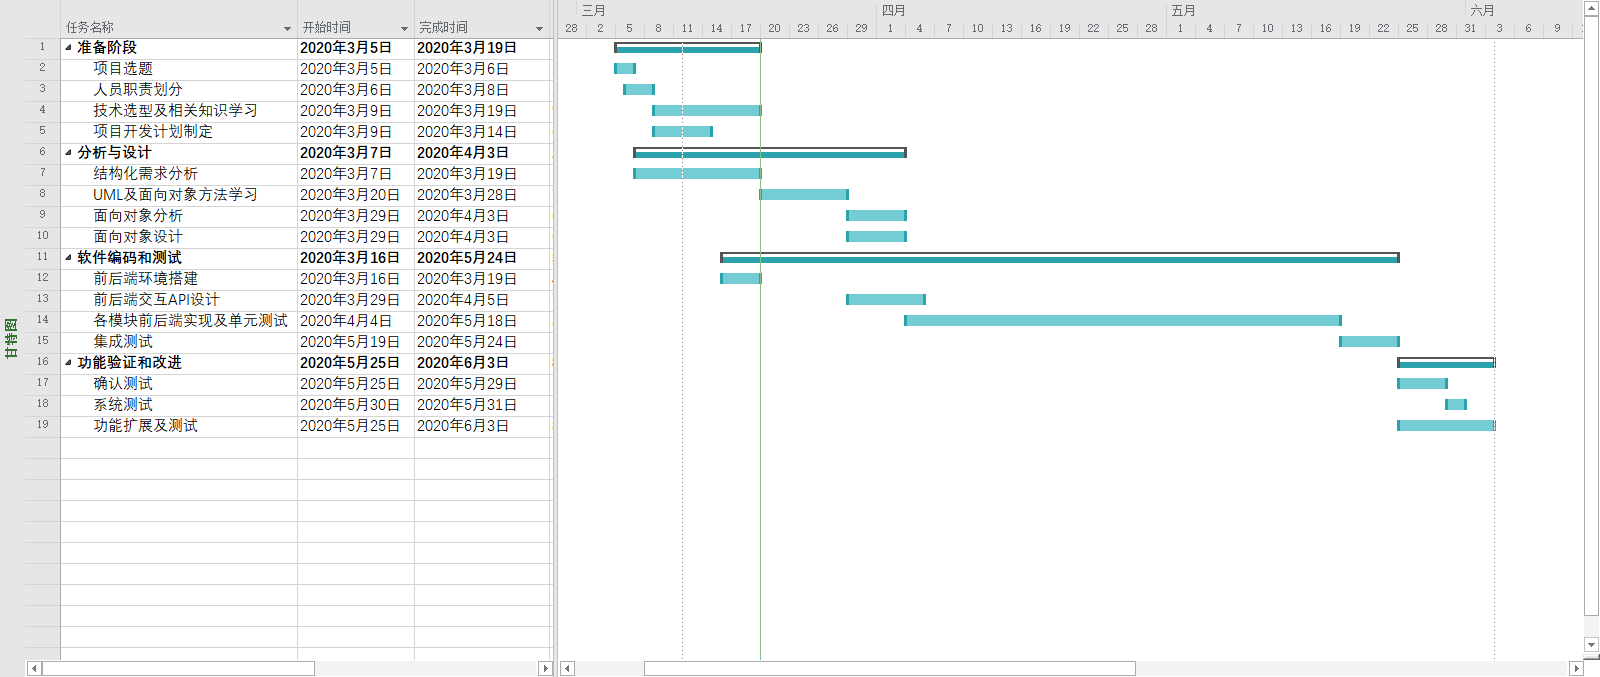 三月 四月 五月 六月
任务名称 开始时间 完成时间 28 2 5 8 11 14 17 20 23 26 29 1 4 7 10 13 16 19 22 25 28 1 4 7 10 13 16 19 22 25 28 31 3 6 9
1 准备阶段 2020年3月5日 2020年3月19日
2 项目选题 2020年3月5日 2020年3月6日
3 人员职责划分 2020年3月6日 2020年3月8日
4 技术选型及相关知识学习 2020年3月9日 2020年3月19日
5 项目开发计划制定 2020年3月9日 2020年3月14日
6 分析与设计 2020年3月7日 2020年4月3日
7 结构化需求分析 2020年3月7日 2020年3月19日
8 UML及面向对象方法学习 2020年3月20日 2020年3月28日
9 面向对象分析 2020年3月29日 2020年4月3日
10 面向对象设计 2020年3月29日 2020年4月3日
11 软件编码和测试 2020年3月16日 2020年5月24日
12 前后端环境搭建 2020年3月16日 2020年3月19日
13 前后端交互API设计 2020年3月29日 2020年4月5日
14 各模块前后端实现及单元测试 2020年4月4日 2020年5月18日
15 集成测试 2020年5月19日 2020年5月24日
16 功能验证和改进 2020年5月25日 2020年6月3日
17 确认测试 2020年5月25日 2020年5月29日
18 系统测试 2020年5月30日 2020年5月31日
19 功能扩展及测试 2020年5月25日 2020年6月3日
甘特图